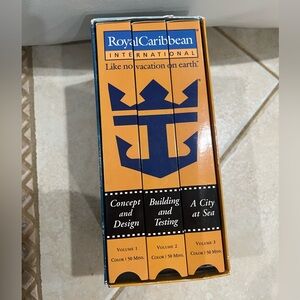 RoyalCaribbean
INTERNATIONAL
Like no vacation on earth®
Concept
and
Design
Building
and
Testing
A City
at Sea
VOLUME 1
COLOR / 50 MINS.
VOLUME 2
COLOR / 50 MINS.
VOLUME 3
COLOR / 50 MINS.